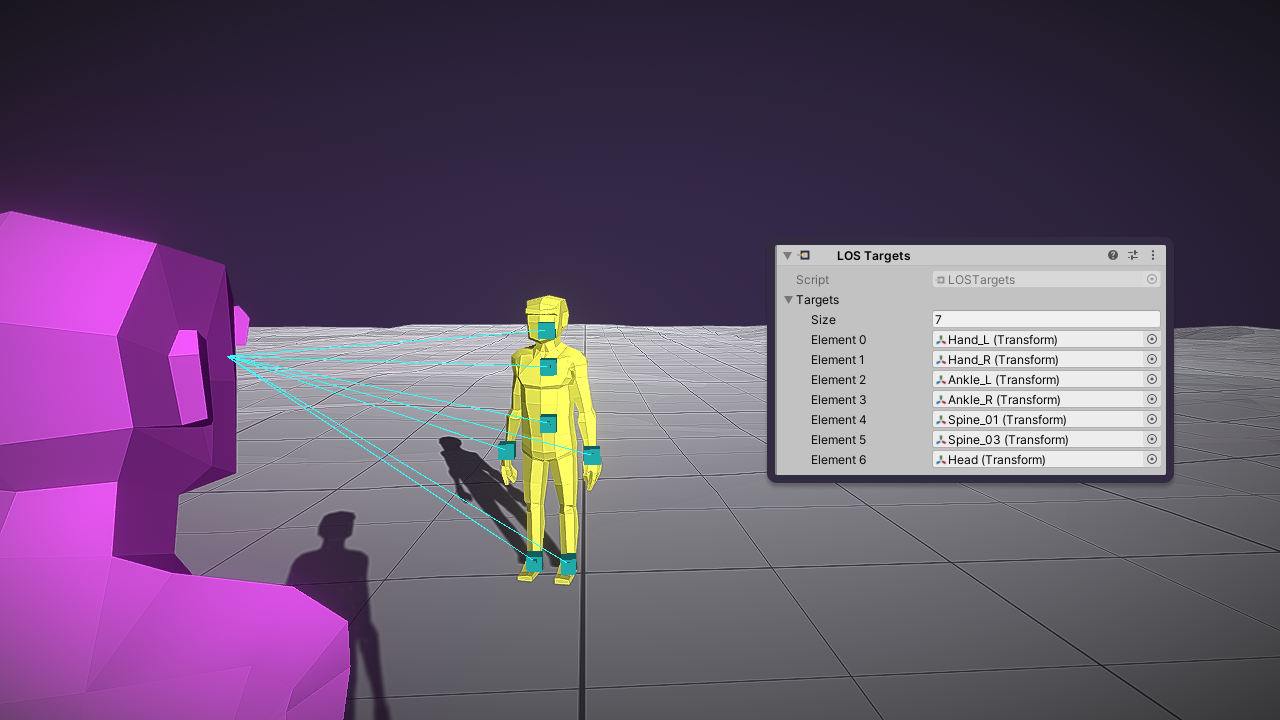 LOS Targets
Script LOSTargets
Targets
Size 7
Element 0 Hand_L (Transform)
Element 1 Hand_R (Transform)
Element 2 Ankle_L (Transform)
Element 3 Ankle_R (Transform)
Element 4 Spine_01 (Transform)
Element 5 Spine_03 (Transform)
Element 6 Head (Transform)